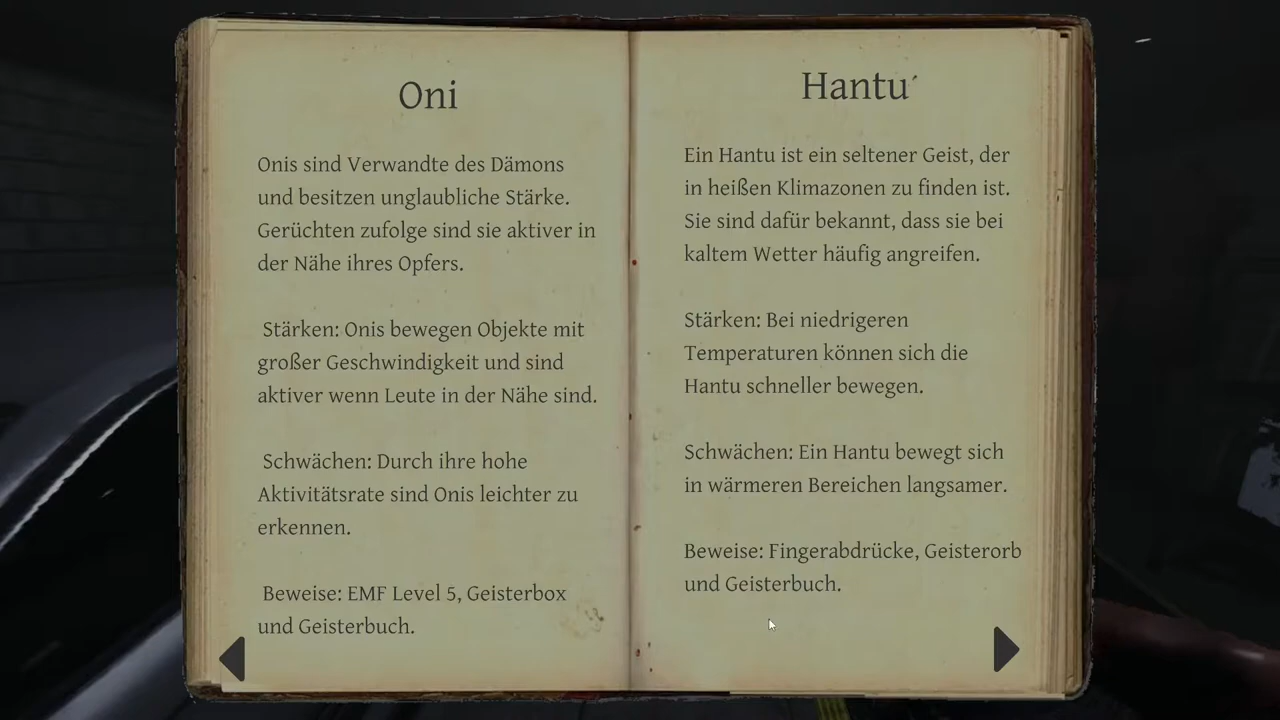 Oni
Onis sind Verwandte des Dämons
und besitzen unglaubliche Stärke.
Gerüchten zufolge sind sie aktiver in
der Nähe ihres Opfers.
Stärken: Onis bewegen Objekte mit
großer Geschwindigkeit und sind
aktiver wenn Leute in der Nähe sind.
Schwächen: Durch ihre hohe
Aktivitätsrate sind Onis leichter zu
erkennen.
Beweise: EMF Level 5, Geisterbox
und Geisterbuch.
Hantu´
Ein Hantu ist ein seltener Geist, der
in heißen Klimazonen zu finden ist.
Sie sind dafür bekannt, dass sie bei
kaltem Wetter häufig angreifen.
Stärken: Bei niedrigeren
Temperaturen können sich die
Hantu schneller bewegen.
Schwächen: Ein Hantu bewegt sich
in wärmeren Bereichen langsamer.
Beweise: Fingerabdrücke, Geisterorb
und Geisterbuch.